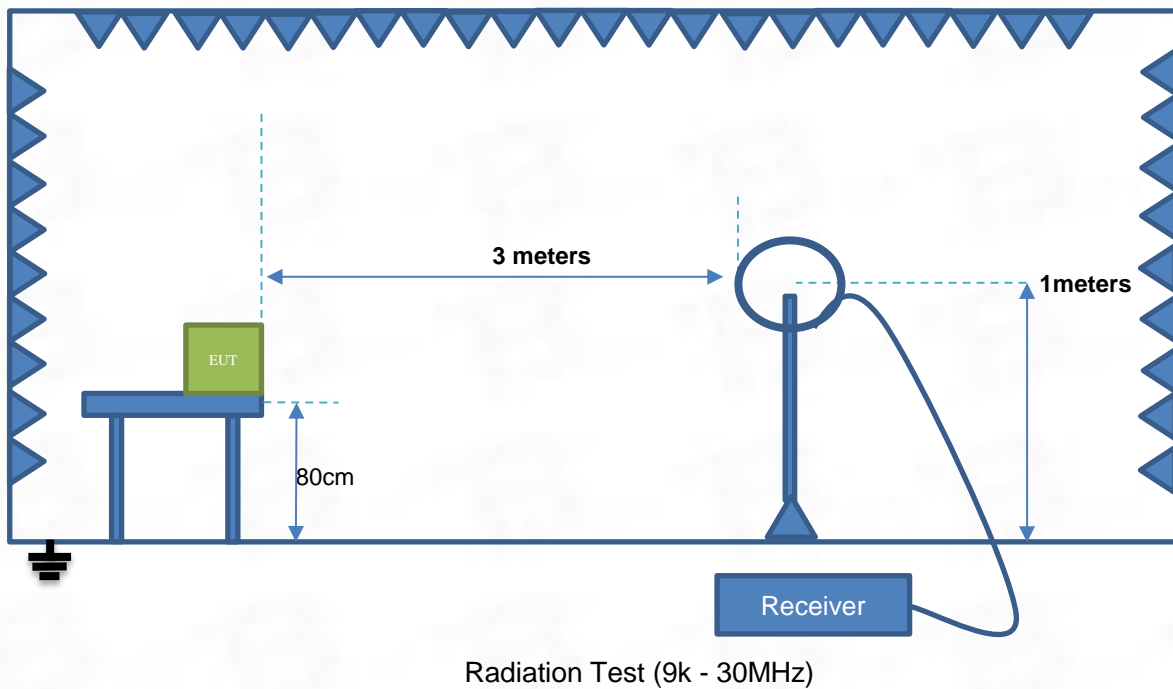 3 meters
1meters
EUT
80cm
Receiver
Radiation Test (9k - 30MHz)